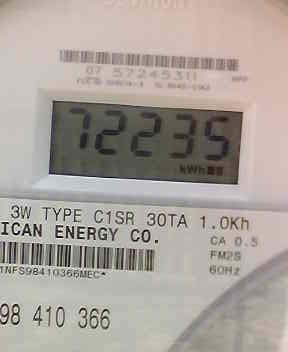 07 57245311
72235
kWh
3W TYPE C1SR 30TA 1.0Kh
ICAN ENERGY CO.
CA 0.5
FM2S
60Hz
1NFS98410366MEC*
98 410 366